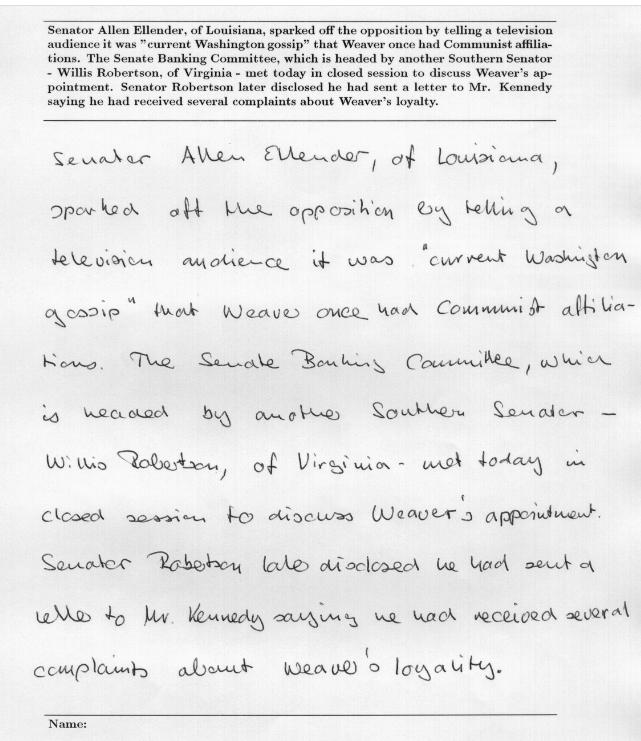 Senator Allen Ellender, of Louisiana, sparked off the opposition by telling a television
audience it was "current Washington gossip" that Weaver once had Communist affilia-
tions. The Senate Banking Committee, which is headed by another Southern Senator
- Willis Robertson, of Virginia - met today in closed session to discuss Weaver's ap-
pointment. Senator Robertson later disclosed he had sent a letter to Mr. Kennedy
saying he had received several complaints about Weaver's loyalty.
Senator Allen Ellender, of Louisiana,
sparked off the opposition by telling a
television audience it was "current Washington
gossip" that Weaver once had Communist affilia-
tions. The Senate Banking Committee, which
is headed by another Southern Senator -
Willis Robertson, of Virginia - met today in
closed session to discuss Weaver's appointment.
Senator Robertson later disclosed he had sent a
letter to Mr. Kennedy saying he had received several
complaints about Weaver's loyality.
Name: